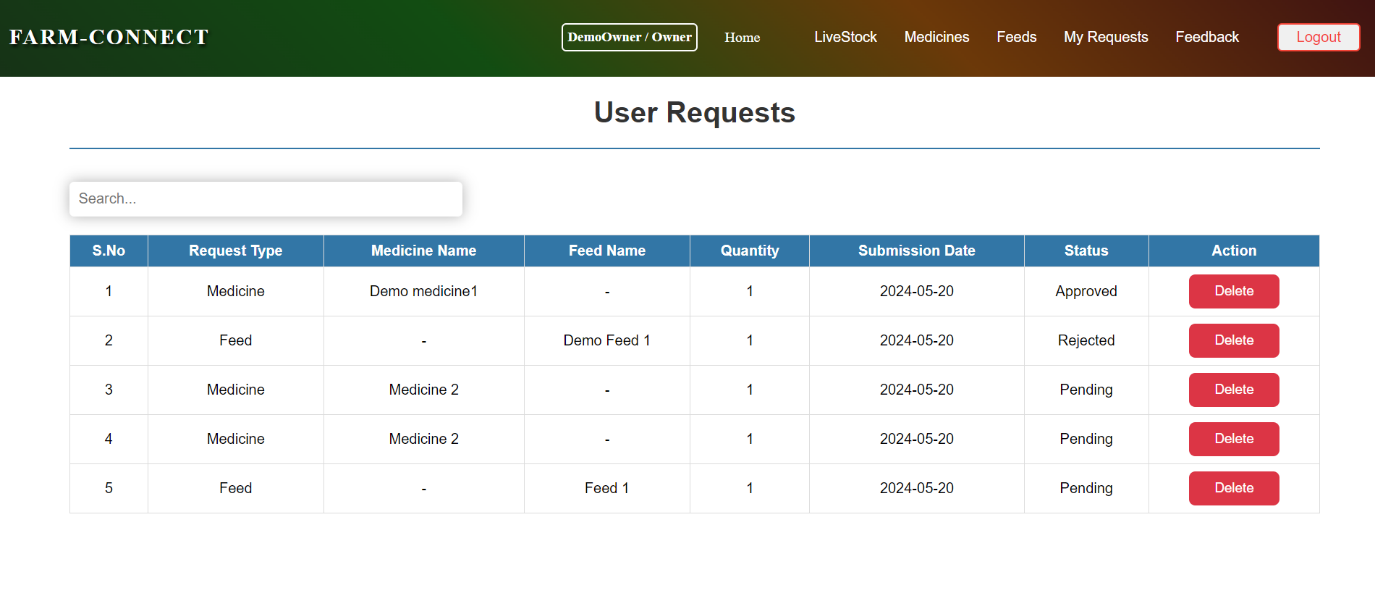 FARM-CONNECT DemoOwner / Owner Home LiveStock Medicines Feeds My Requests Feedback Logout
User Requests
Search...
S.No Request Type Medicine Name Feed Name Quantity Submission Date Status Action
1 Medicine Demo medicine1 - 1 2024-05-20 Approved Delete
2 Feed - Demo Feed 1 1 2024-05-20 Rejected Delete
3 Medicine Medicine 2 - 1 2024-05-20 Pending Delete
4 Medicine Medicine 2 - 1 2024-05-20 Pending Delete
5 Feed - Feed 1 1 2024-05-20 Pending Delete